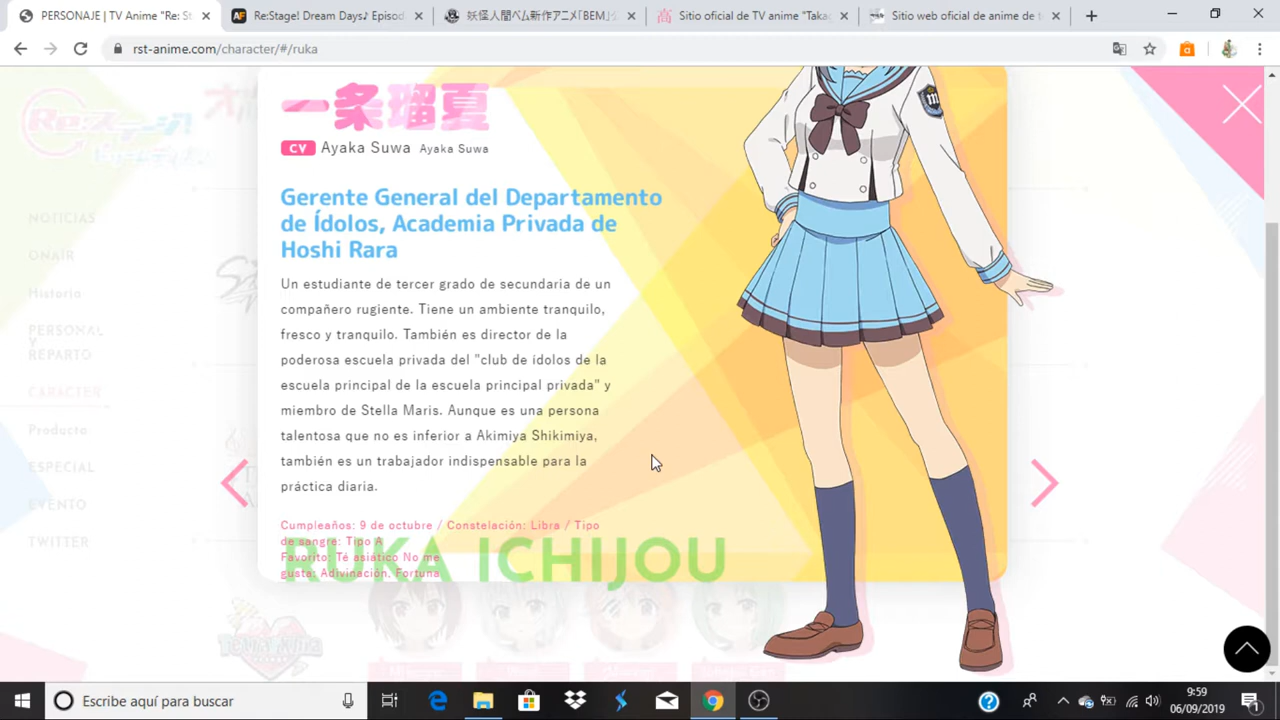 PERSONAJE | TV Anime "Re: St
Re:Stage! Dream Days♪ Episod
妖怪人間ベム新作アニメ「BEM」公
Sitio oficial de TV anime "Taka
Sitio web oficial de anime de t
rst-anime.com/character/#/ruka
一条瑠夏
CV Ayaka Suwa Ayaka Suwa
Gerente General del Departamento
de Ídolos, Academia Privada de
Hoshi Rara
Un estudiante de tercer grado de secundaria de un
compañero rugiente. Tiene un ambiente tranquilo,
fresco y tranquilo. También es director de la
poderosa escuela privada del "club de ídolos de la
escuela principal de la escuela principal privada" y
miembro de Stella Maris. Aunque es una persona
talentosa que no es inferior a Akimiya Shikimiya,
también es un trabajador indispensable para la
práctica diaria.
Cumpleaños: 9 de octubre / Constelación: Libra / Tipo
de sangre: Tipo A
Favorito: Té asiático No me
gusta: Adivinación, Fortuna
RUKA ICHIJOU
Re:ステージ!
NOTICIAS
ONAIR
Historia
PERSONAL
Y
REPARTO
CARÁCTER
Producto
ESPECIAL
EVENTO
TWITTER
Escribe aquí para buscar
9:59
06/09/2019
1